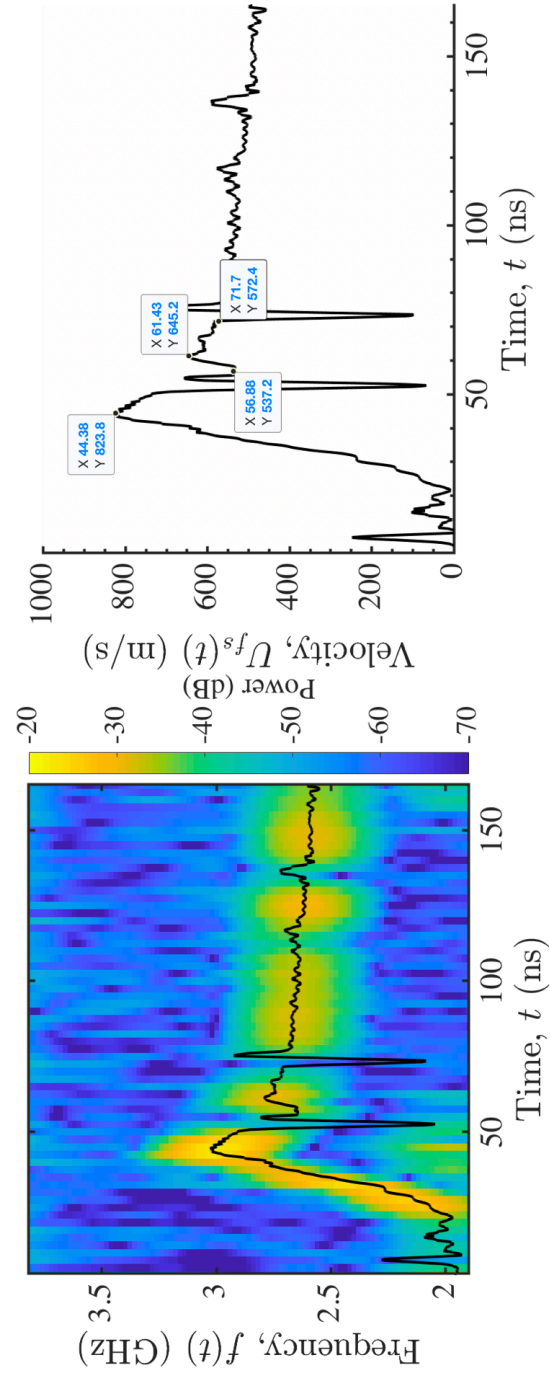 Frequency, f(t) (GHz)
3.5
3
2.5
2
50
100
150
Time, t (ns)
-20
-30
-40
-50
-60
-70
Power (dB)
Velocity, U_{fs}(t) (m/s)
1000
800
600
400
200
0
X 44.38
Y 823.8
X 61.43
Y 645.2
X 56.88
Y 537.2
X 71.7
Y 572.4
50
100
150
Time, t (ns)